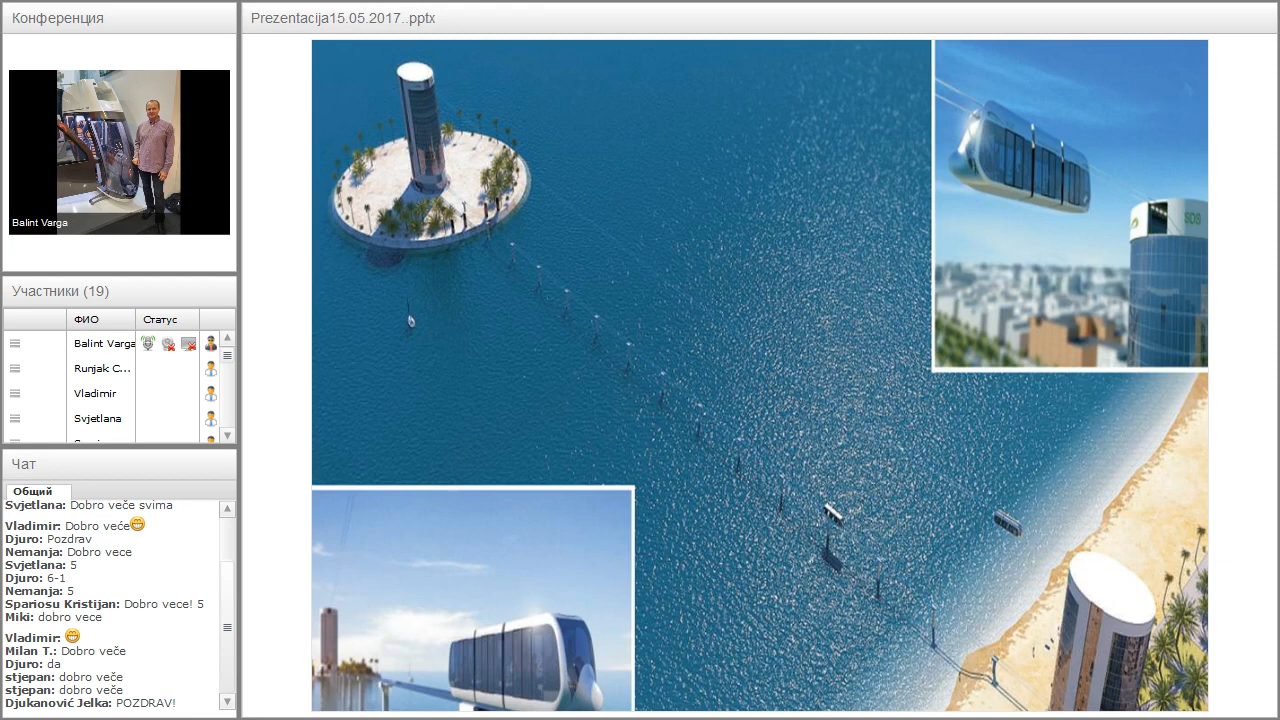 Конференция
Balint Varga
Участники (19)
ФИО Статус
Balint Varga
Runjak C...
Vladimir
Svjetlana
Чат
Общий
Svjetlana: Dobro veče svima
Vladimir: Dobro veće
Djuro: Pozdrav
Nemanja: Dobro vece
Svjetlana: 5
Djuro: 6-1
Nemanja: 5
Spariosu Kristijan: Dobro vece! 5
Miki: dobro vece
Vladimir:
Milan T.: Dobro veče
Djuro: da
stjepan: dobro veče
stjepan: dobro veče
Djukanović Jelka: POZDRAV!
Prezentacija15.05.2017..pptx
SDS